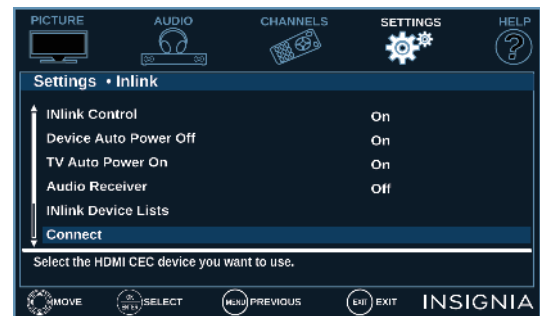 PICTURE AUDIO CHANNELS SETTINGS HELP
Settings • Inlink
INlink Control On
Device Auto Power Off On
TV Auto Power On On
Audio Receiver Off
INlink Device Lists
Connect
Select the HDMI CEC device you want to use.
MOVE OK ENTER SELECT MENU PREVIOUS EXIT EXIT INSIGNIA